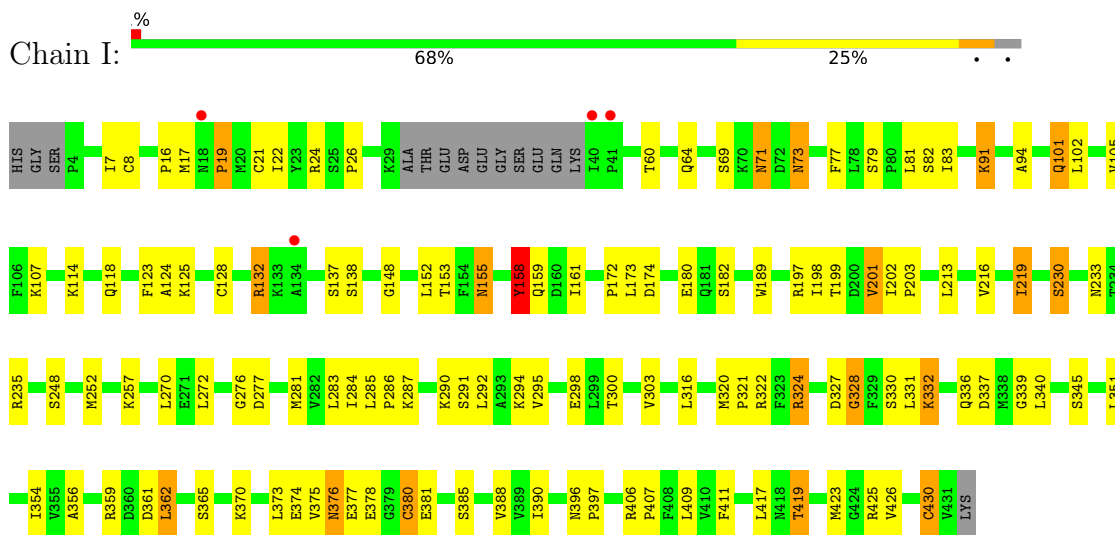 %
Chain I:
68% 25% • •
HIS GLY SER P4 I7 C8 P16 M17 N18 P19 M20 C21 I22 Y23 R24 S25 P26 K29 ALA THR GLU ASP GLU GLY SER GLU GLN LYS I40 P41 T60 Q64 S69 K70 N71 D72 N73 F77 L78 S79 P80 L81 S82 I83 K91 A94 Q101 L102 V105
F106 K107 K114 Q118 F123 A124 K125 C128 R132 K133 A134 S137 S138 G148 L152 T153 F154 N155 Y158 Q159 D160 I161 P172 L173 D174 E180 Q181 S182 W189 R197 I198 T199 D200 V201 I202 P203 L213 V216 I219 S230 N233 T234
R235 S248 M252 K257 L270 E271 L272 G276 D277 M281 V282 L283 I284 L285 P286 K287 K290 S291 L292 A293 K294 V295 E298 L299 T300 V303 L316 M320 P321 R322 F323 R324 D327 G328 F329 S330 L331 K332 Q336 D337 M338 G339 L340 S345 L351
I354 V355 A356 R359 D360 D361 L362 S365 K370 L373 E374 V375 N376 E377 E378 G379 C380 E381 S385 V388 V389 I390 N396 P397 R406 P407 F408 L409 V410 F411 L417 N418 T419 M423 G424 R425 V426 C430 V431 LYS